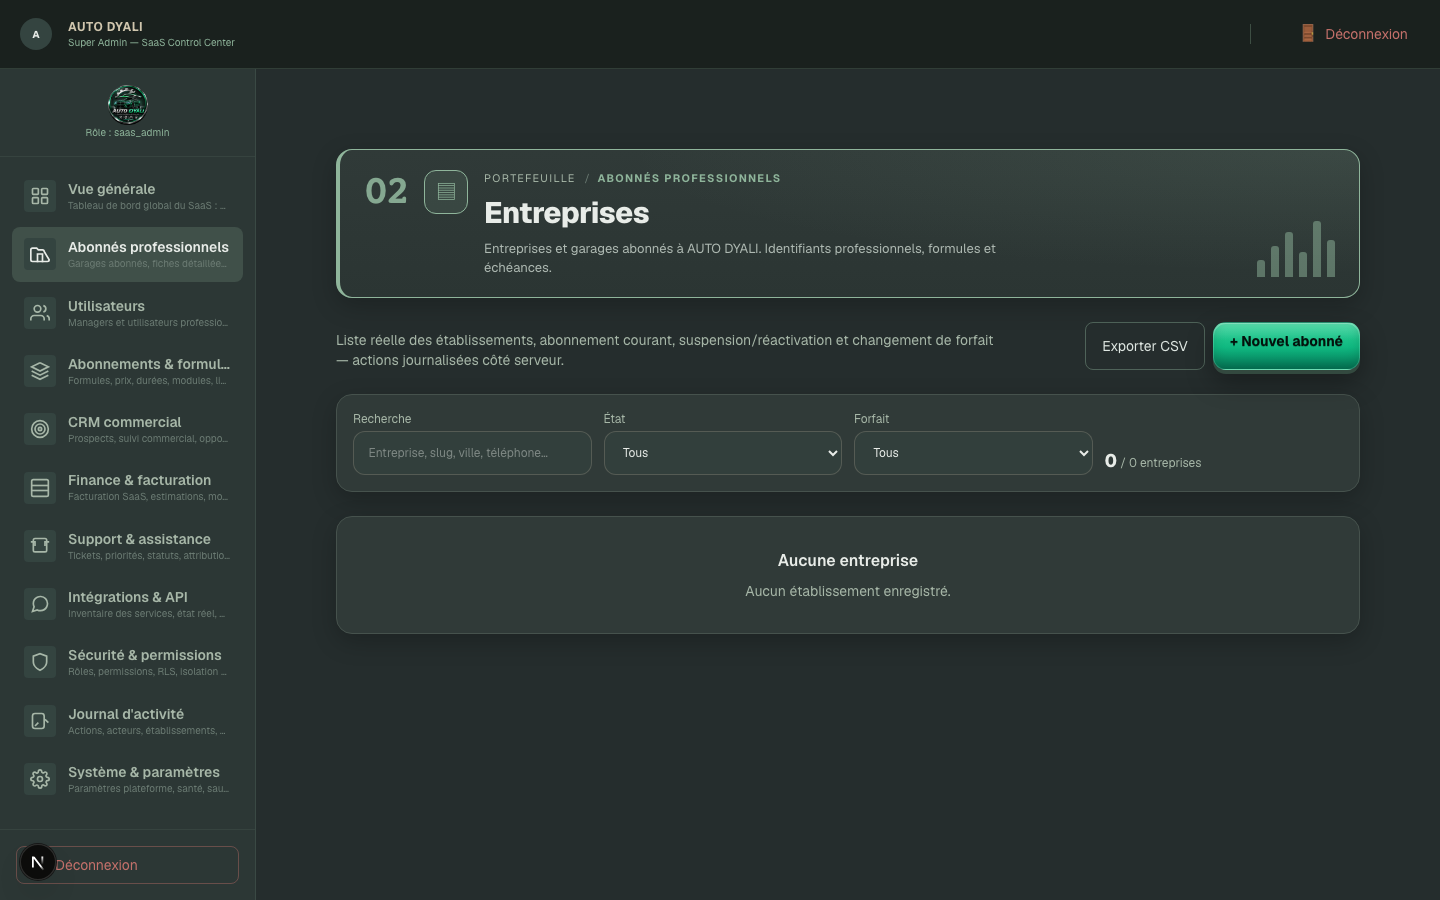 A
AUTO DYALI
Super Admin — SaaS Control Center
Déconnexion
AUTO DYALI
Rôle : saas_admin
Vue générale
Tableau de bord global du SaaS : ...
Abonnés professionnels
Garages abonnés, fiches détaillée...
Utilisateurs
Managers et utilisateurs professio...
Abonnements & formul...
Formules, prix, durées, modules, li...
CRM commercial
Prospects, suivi commercial, oppo...
Finance & facturation
Facturation SaaS, estimations, mo...
Support & assistance
Tickets, priorités, statuts, attributio...
Intégrations & API
Inventaire des services, état réel, ...
Sécurité & permissions
Rôles, permissions, RLS, isolation ...
Journal d'activité
Actions, acteurs, établissements, ...
Système & paramètres
Paramètres plateforme, santé, sau...
N
Déconnexion
02
PORTEFEUILLE / ABONNÉS PROFESSIONNELS
Entreprises
Entreprises et garages abonnés à AUTO DYALI. Identifiants professionnels, formules et
échéances.
Liste réelle des établissements, abonnement courant, suspension/réactivation et changement de forfait
— actions journalisées côté serveur.
Exporter CSV
+ Nouvel abonné
Recherche
État
Forfait
Entreprise, slug, ville, téléphone...
Tous
Tous
0 / 0 entreprises
Aucune entreprise
Aucun établissement enregistré.